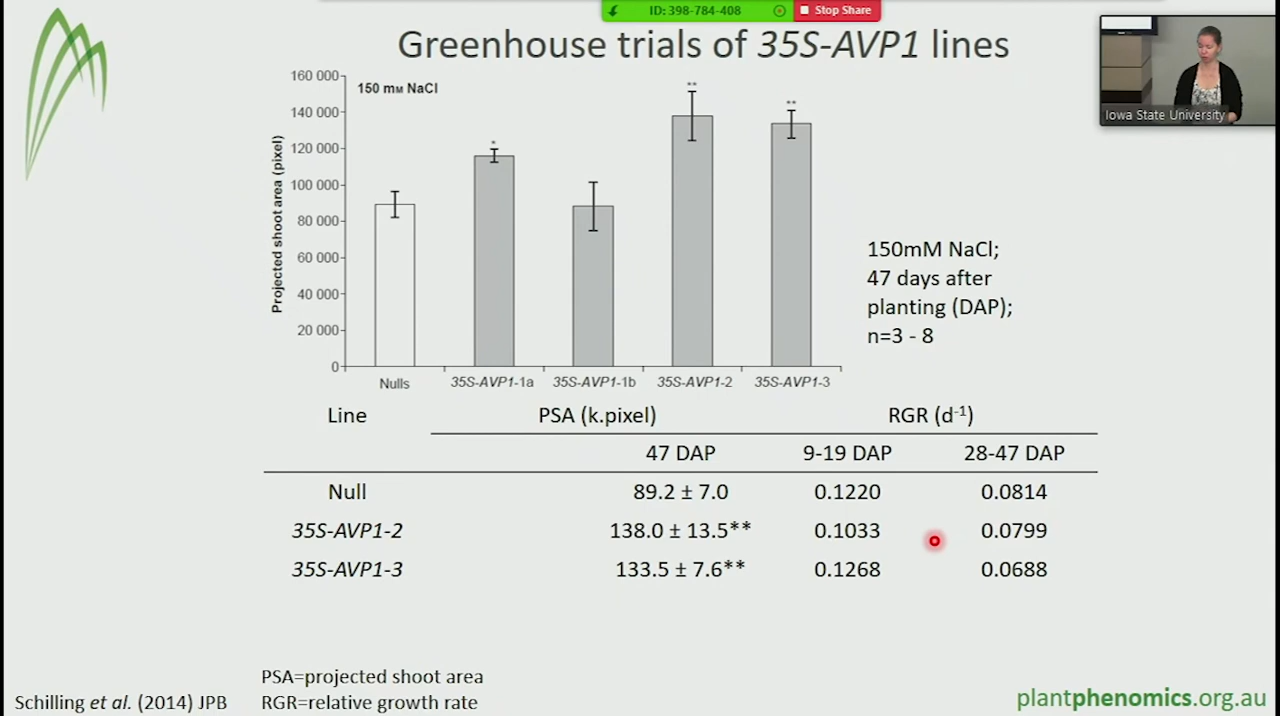 ID: 398-784-408
Stop Share
Greenhouse trials of 35S-AVP1 lines
Iowa State University
Projected shoot area (pixel)
160 000
140 000
120 000
100 000
80 000
60 000
40 000
20 000
0
150 mM NaCl
*
**
**
Nulls 35S-AVP1-1a 35S-AVP1-1b 35S-AVP1-2 35S-AVP1-3
150mM NaCl;
47 days after
planting (DAP);
n=3 - 8
Line PSA (k.pixel) RGR (d-1)
47 DAP 9-19 DAP 28-47 DAP
Null 89.2 ± 7.0 0.1220 0.0814
35S-AVP1-2 138.0 ± 13.5** 0.1033 0.0799
35S-AVP1-3 133.5 ± 7.6** 0.1268 0.0688
PSA=projected shoot area
RGR=relative growth rate
Schilling et al. (2014) JPB
plantphenomics.org.au